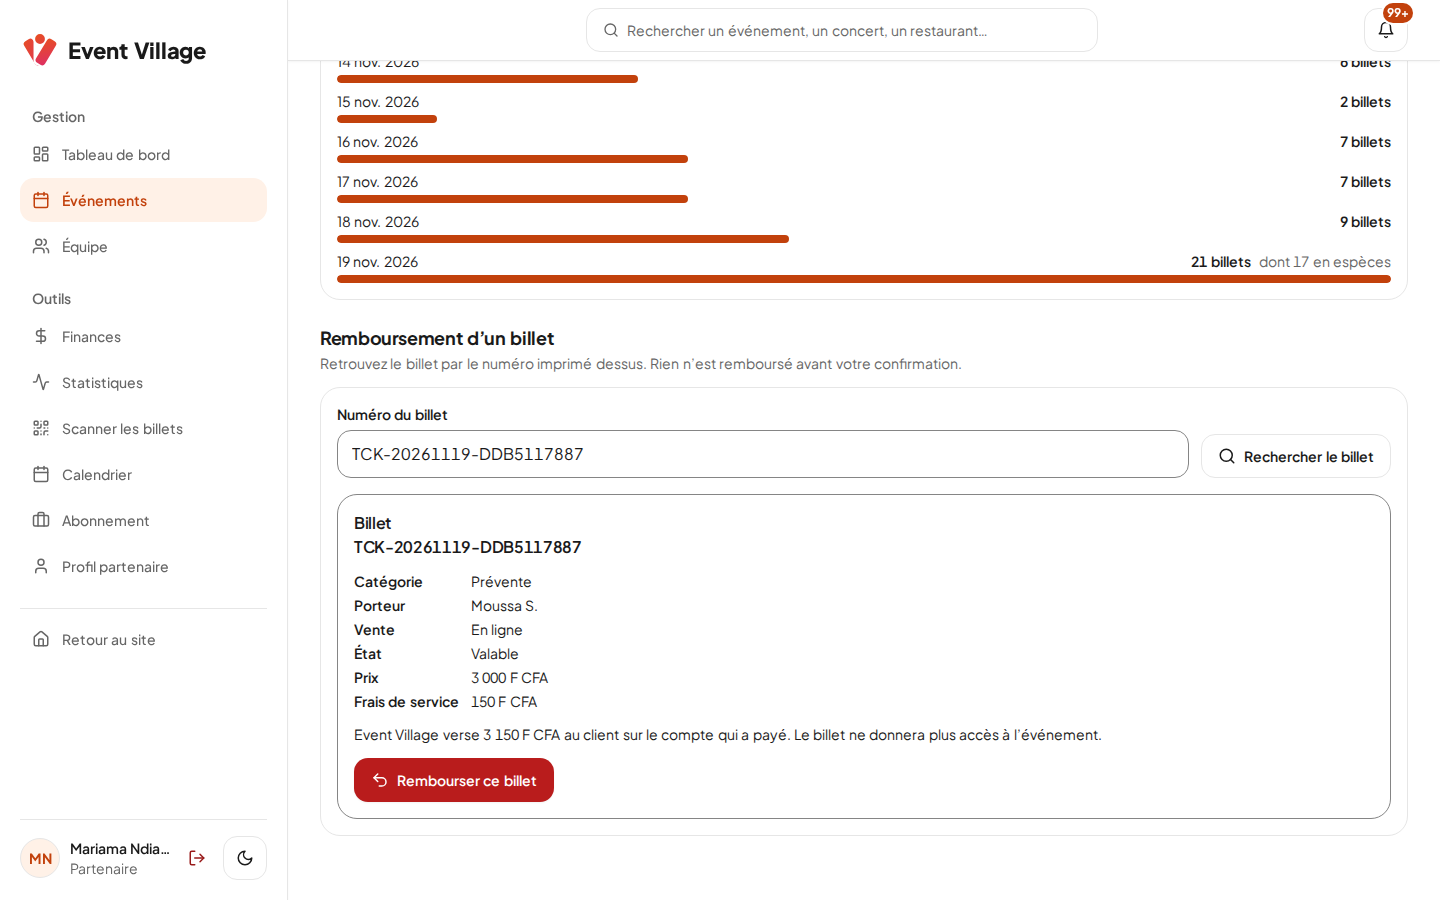 Event Village
Rechercher un événement, un concert, un restaurant…
99+
Gestion
Tableau de bord
Événements
Équipe
Outils
Finances
Statistiques
Scanner les billets
Calendrier
Abonnement
Profil partenaire
Retour au site
MN
Mariama Ndia…
Partenaire
14 nov. 2026 6 billets
15 nov. 2026 2 billets
16 nov. 2026 7 billets
17 nov. 2026 7 billets
18 nov. 2026 9 billets
19 nov. 2026 21 billets dont 17 en espèces
Remboursement d’un billet
Retrouvez le billet par le numéro imprimé dessus. Rien n’est remboursé avant votre confirmation.
Numéro du billet
TCK-20261119-DDB5117887
Rechercher le billet
Billet
TCK-20261119-DDB5117887
Catégorie Prévente
Porteur Moussa S.
Vente En ligne
État Valable
Prix 3 000 F CFA
Frais de service 150 F CFA
Event Village verse 3 150 F CFA au client sur le compte qui a payé. Le billet ne donnera plus accès à l’événement.
Rembourser ce billet